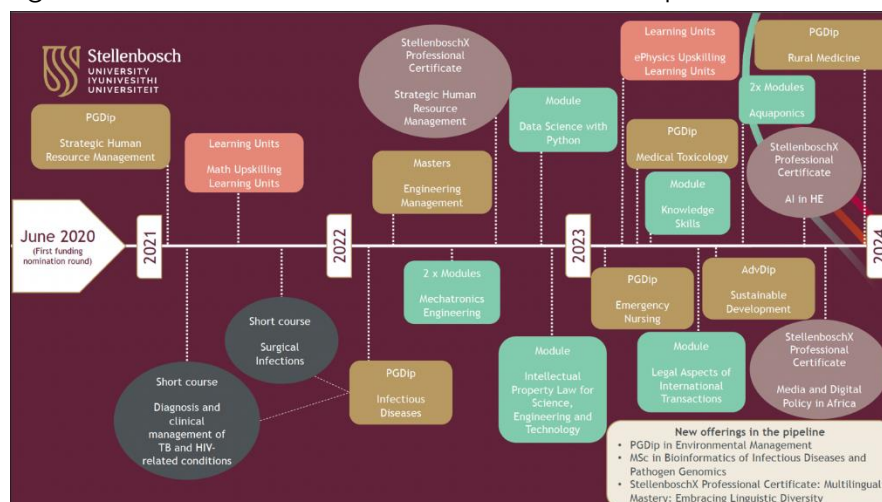 Stellenbosch
UNIVERSITY
IYUNIVESITHI
UNIVERSITEIT
PGDip
Strategic Human
Resource Management
Learning Units
Math Upskilling
Learning Units
StellenboschX
Professional
Certificate
Strategic Human
Resource
Management
Masters
Engineering
Management
Module
Data Science with
Python
Learning Units
ePhysics Upskilling
Learning Units
PGDip
Medical Toxicology
Module
Knowledge
Skills
2x Modules
Aquaponics
PGDip
Rural Medicine
StellenboschX
Professional
Certificate
AI in HE
June 2020
(First funding
nomination round)
2021
2022
2023
2024
Short course
Diagnosis and
clinical
management of
TB and HIV-
related conditions
Short course
Surgical
Infections
PGDip
Infectious
Diseases
2 x Modules
Mechatronics
Engineering
Module
Intellectual
Property Law for
Science,
Engineering and
Technology
PGDip
Emergency
Nursing
Module
Legal Aspects of
International
Transactions
AdvDip
Sustainable
Development
StellenboschX
Professional
Certificate
Media and Digital
Policy in Africa
New offerings in the pipeline
• PGDip in Environmental Management
• MSc in Bioinformatics of Infectious Diseases and
Pathogen Genomics
• StellenboschX Professional Certificate: Multilingual
Mastery: Embracing Linguistic Diversity